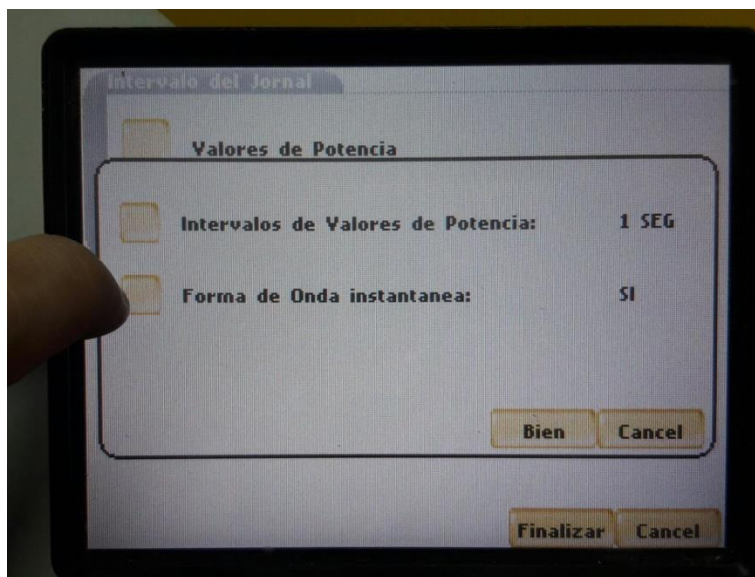 Intervalo del Jornal
Valores de Potencia
Intervalos de Valores de Potencia: 1 SEG
Forma de Onda instantanea: SI
Bien Cancel
Finalizar Cancel